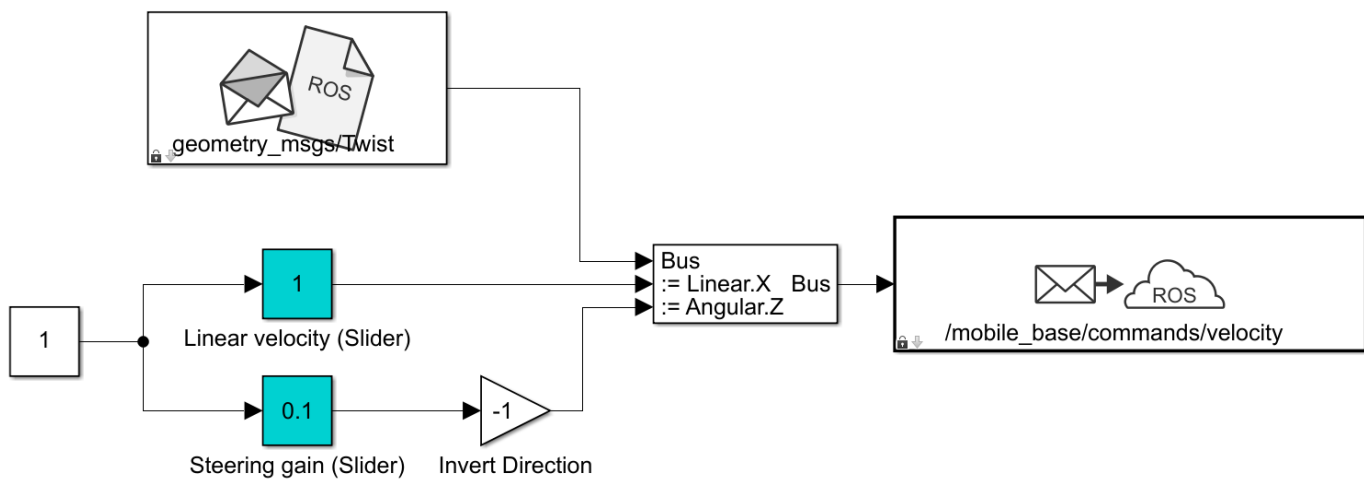 ROS
geometry_msgs/Twist
1
1
Linear velocity (Slider)
0.1
Steering gain (Slider)
-1
Invert Direction
Bus
:= Linear.X Bus
:= Angular.Z
ROS
/mobile_base/commands/velocity